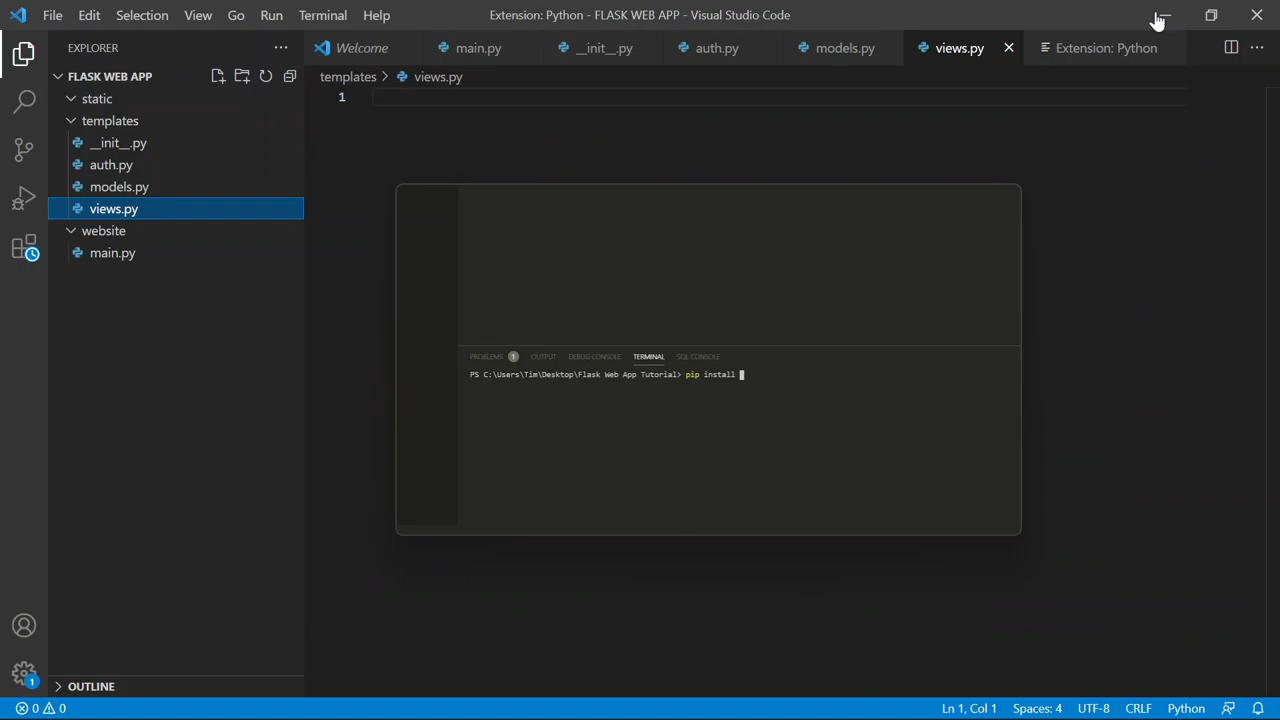 File Edit Selection View Go Run Terminal Help Extension: Python - FLASK WEB APP - Visual Studio Code
EXPLORER
Welcome main.py __init__.py auth.py models.py views.py Extension: Python
FLASK WEB APP
templates > views.py
static
1
templates
__init__.py
auth.py
models.py
views.py
website
main.py
PROBLEMS 1 OUTPUT DEBUG CONSOLE TERMINAL SQL CONSOLE
PS C:\Users\Tim\Desktop\Flask Web App Tutorial> pip install
1
OUTLINE
0 0 Ln 1, Col 1 Spaces: 4 UTF-8 CRLF Python